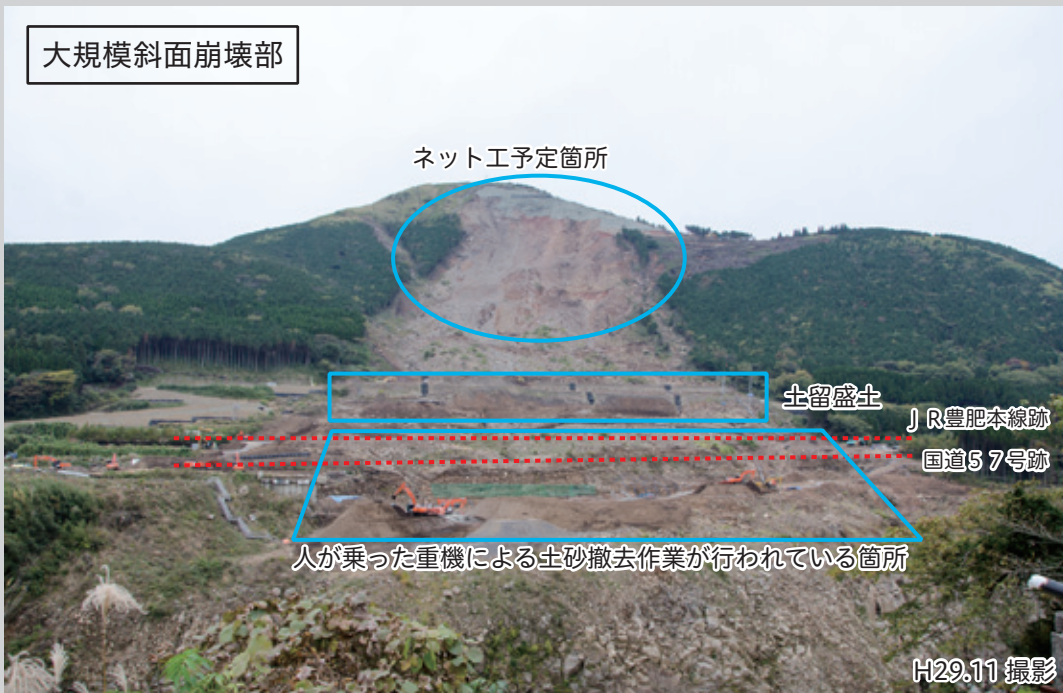 大規模斜面崩壊部
ネット工予定箇所
土留盛土
ＪＲ豊肥本線跡
国道５７号跡
人が乗った重機による土砂撤去作業が行われている箇所
H29.11 撮影